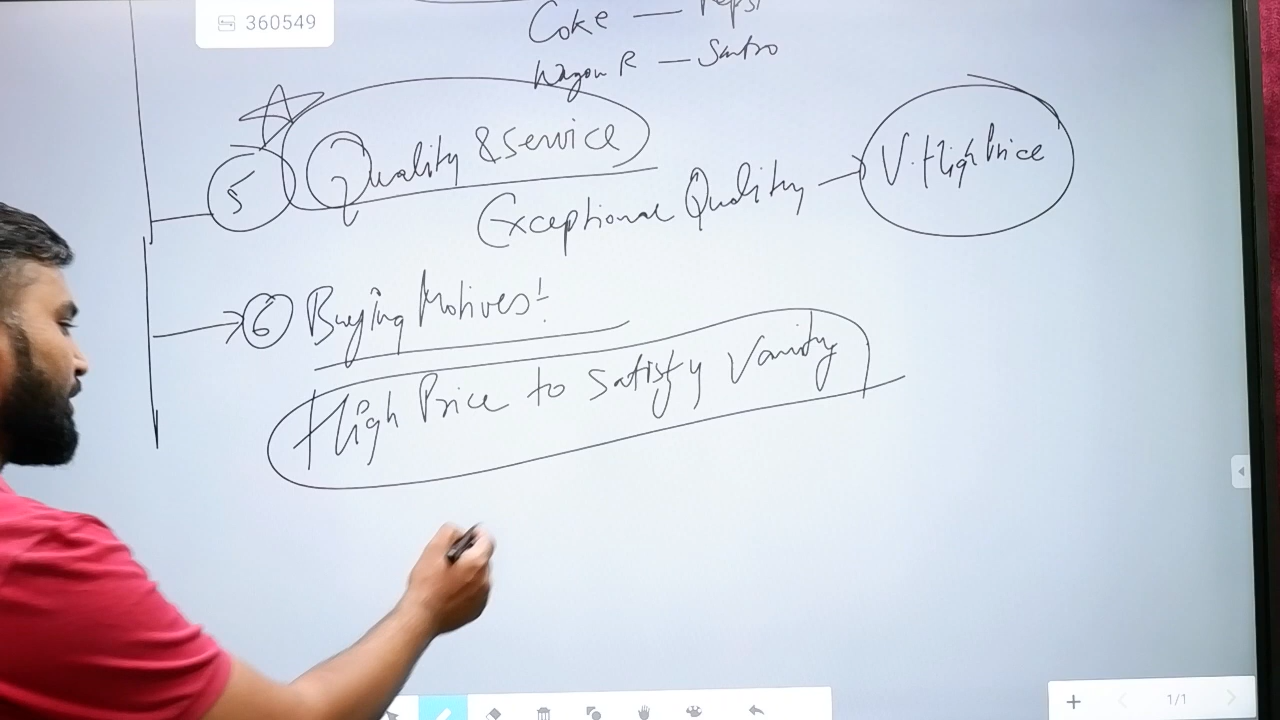 360549
Coke — Pepsi
Wagon R — Santro
5 Quality & Service
Exceptional Quality → V. High Price
6 Buying Motives:
High Price to satisfy Vanity
1/1